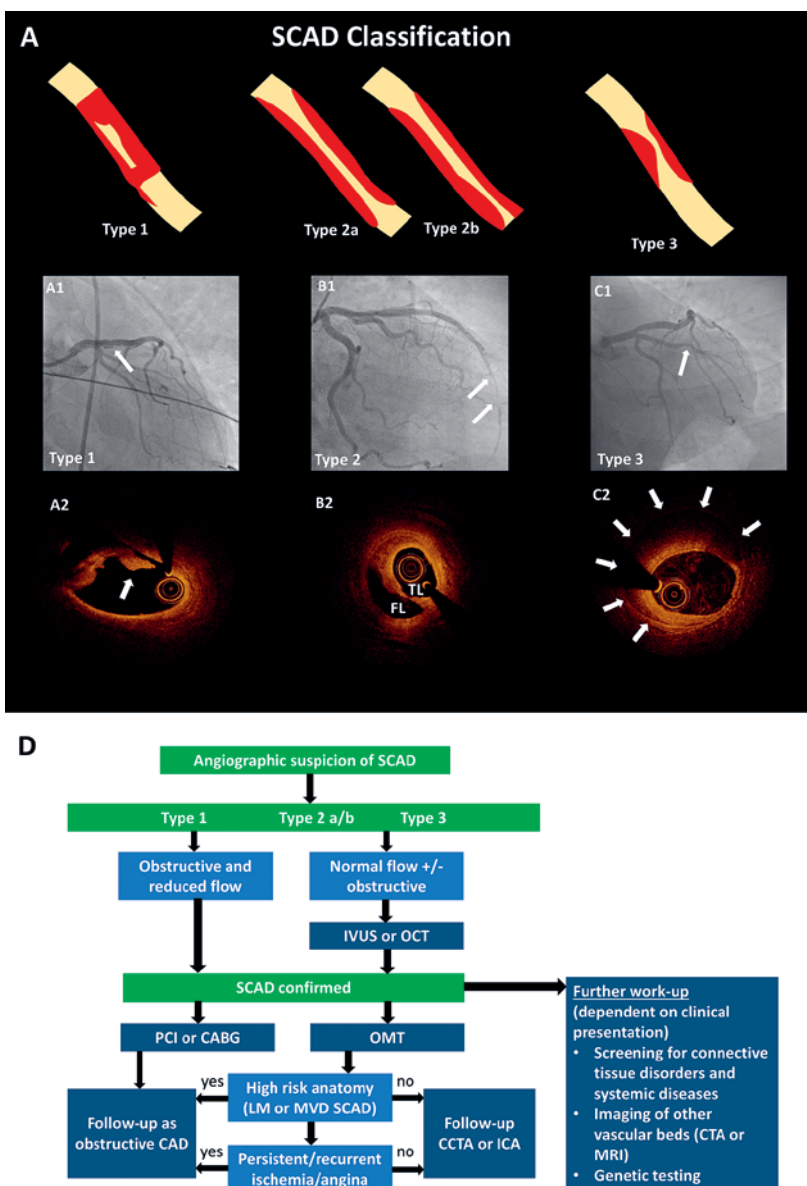 A
SCAD Classification
Type 1
Type 2a
Type 2b
Type 3
A1
Type 1
B1
Type 2
C1
Type 3
A2
B2
TL
FL
C2
D
Angiographic suspicion of SCAD
Type 1 Type 2 a/b Type 3
Obstructive and
reduced flow
Normal flow +/-
obstructive
IVUS or OCT
SCAD confirmed
PCI or CABG
OMT
yes
High risk anatomy
(LM or MVD SCAD)
no
Follow-up as
obstructive CAD
Follow-up
CCTA or ICA
yes
Persistent/recurrent
ischemia/angina
no
Further work-up
(dependent on clinical
presentation)
• Screening for connective
tissue disorders and
systemic diseases
• Imaging of other
vascular beds (CTA or
MRI)
• Genetic testing